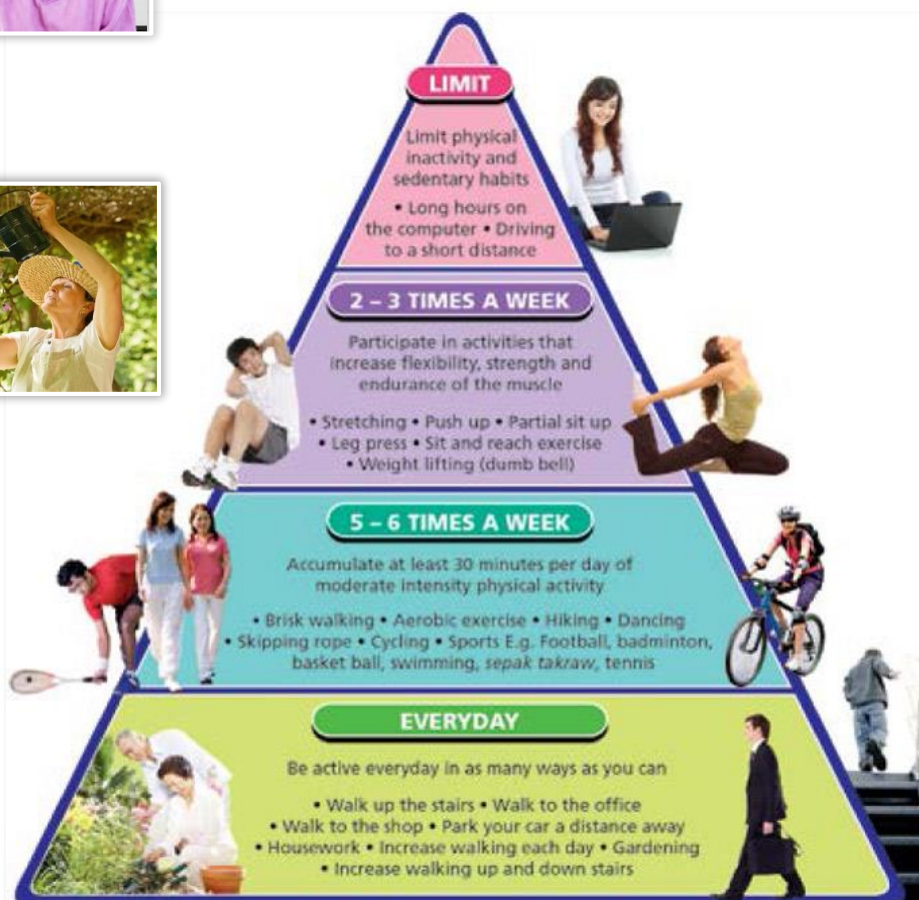 LIMIT
Limit physical
inactivity and
sedentary habits
• Long hours on
the computer • Driving
to a short distance
2 – 3 TIMES A WEEK
Participate in activities that
increase flexibility, strength and
endurance of the muscle
• Stretching • Push up • Partial sit up
• Leg press • Sit and reach exercise
• Weight lifting (dumb bell)
5 – 6 TIMES A WEEK
Accumulate at least 30 minutes per day of
moderate intensity physical activity
• Brisk walking • Aerobic exercise • Hiking • Dancing
• Skipping rope • Cycling • Sports E.g. Football, badminton,
basket ball, swimming, sepak takraw, tennis
EVERYDAY
Be active everyday in as many ways as you can
• Walk up the stairs • Walk to the office
• Walk to the shop • Park your car a distance away
• Housework • Increase walking each day • Gardening
• Increase walking up and down stairs